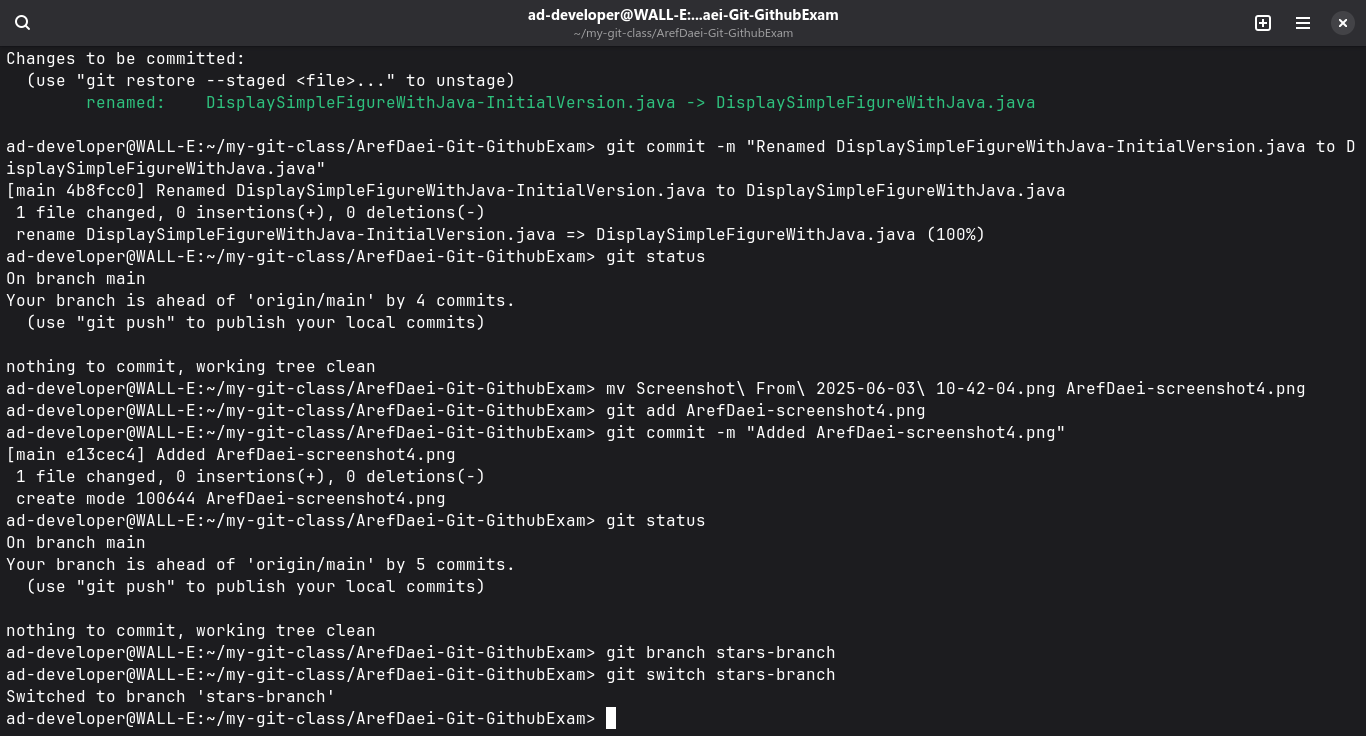 ad-developer@WALL-E:...aei-Git-GithubExam
~/my-git-class/ArefDaei-Git-GithubExam
Changes to be committed:
  (use "git restore --staged <file>..." to unstage)
        renamed:    DisplaySimpleFigureWithJava-InitialVersion.java -> DisplaySimpleFigureWithJava.java

ad-developer@WALL-E:~/my-git-class/ArefDaei-Git-GithubExam> git commit -m "Renamed DisplaySimpleFigureWithJava-InitialVersion.java to D
isplaySimpleFigureWithJava.java"
[main 4b8fcc0] Renamed DisplaySimpleFigureWithJava-InitialVersion.java to DisplaySimpleFigureWithJava.java
 1 file changed, 0 insertions(+), 0 deletions(-)
 rename DisplaySimpleFigureWithJava-InitialVersion.java => DisplaySimpleFigureWithJava.java (100%)
ad-developer@WALL-E:~/my-git-class/ArefDaei-Git-GithubExam> git status
On branch main
Your branch is ahead of 'origin/main' by 4 commits.
  (use "git push" to publish your local commits)

nothing to commit, working tree clean
ad-developer@WALL-E:~/my-git-class/ArefDaei-Git-GithubExam> mv Screenshot\ From\ 2025-06-03\ 10-42-04.png ArefDaei-screenshot4.png
ad-developer@WALL-E:~/my-git-class/ArefDaei-Git-GithubExam> git add ArefDaei-screenshot4.png
ad-developer@WALL-E:~/my-git-class/ArefDaei-Git-GithubExam> git commit -m "Added ArefDaei-screenshot4.png"
[main e13cec4] Added ArefDaei-screenshot4.png
 1 file changed, 0 insertions(+), 0 deletions(-)
 create mode 100644 ArefDaei-screenshot4.png
ad-developer@WALL-E:~/my-git-class/ArefDaei-Git-GithubExam> git status
On branch main
Your branch is ahead of 'origin/main' by 5 commits.
  (use "git push" to publish your local commits)

nothing to commit, working tree clean
ad-developer@WALL-E:~/my-git-class/ArefDaei-Git-GithubExam> git branch stars-branch
ad-developer@WALL-E:~/my-git-class/ArefDaei-Git-GithubExam> git switch stars-branch
Switched to branch 'stars-branch'
ad-developer@WALL-E:~/my-git-class/ArefDaei-Git-GithubExam>